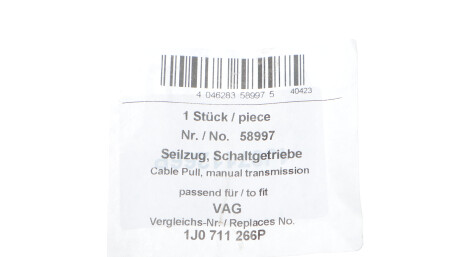 4 046283 58997 5 40423
1 Stück / piece
Nr. / No. 58997
Seilzug, Schaltgetriebe
Cable Pull, manual transmission
passend für / to fit
VAG
Vergleichs-Nr. / Replaces No.
1J0 711 266P